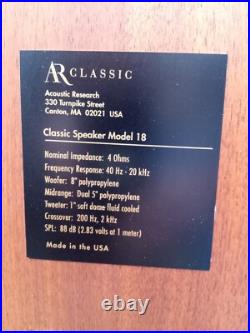 AR CLASSIC
Acoustic Research
330 Turnpike Street
Canton, MA 02021 USA
Classic Speaker Model 18
Nominal Impedance: 4 Ohms
Frequency Response: 40 Hz - 20 kHz
Woofer: 8" polypropylene
Midrange: Dual 5" polypropylene
Tweeter: 1" soft dome fluid cooled
Crossover: 200 Hz, 2 kHz
SPL: 88 dB (2.83 volts at 1 meter)
Made in the USA